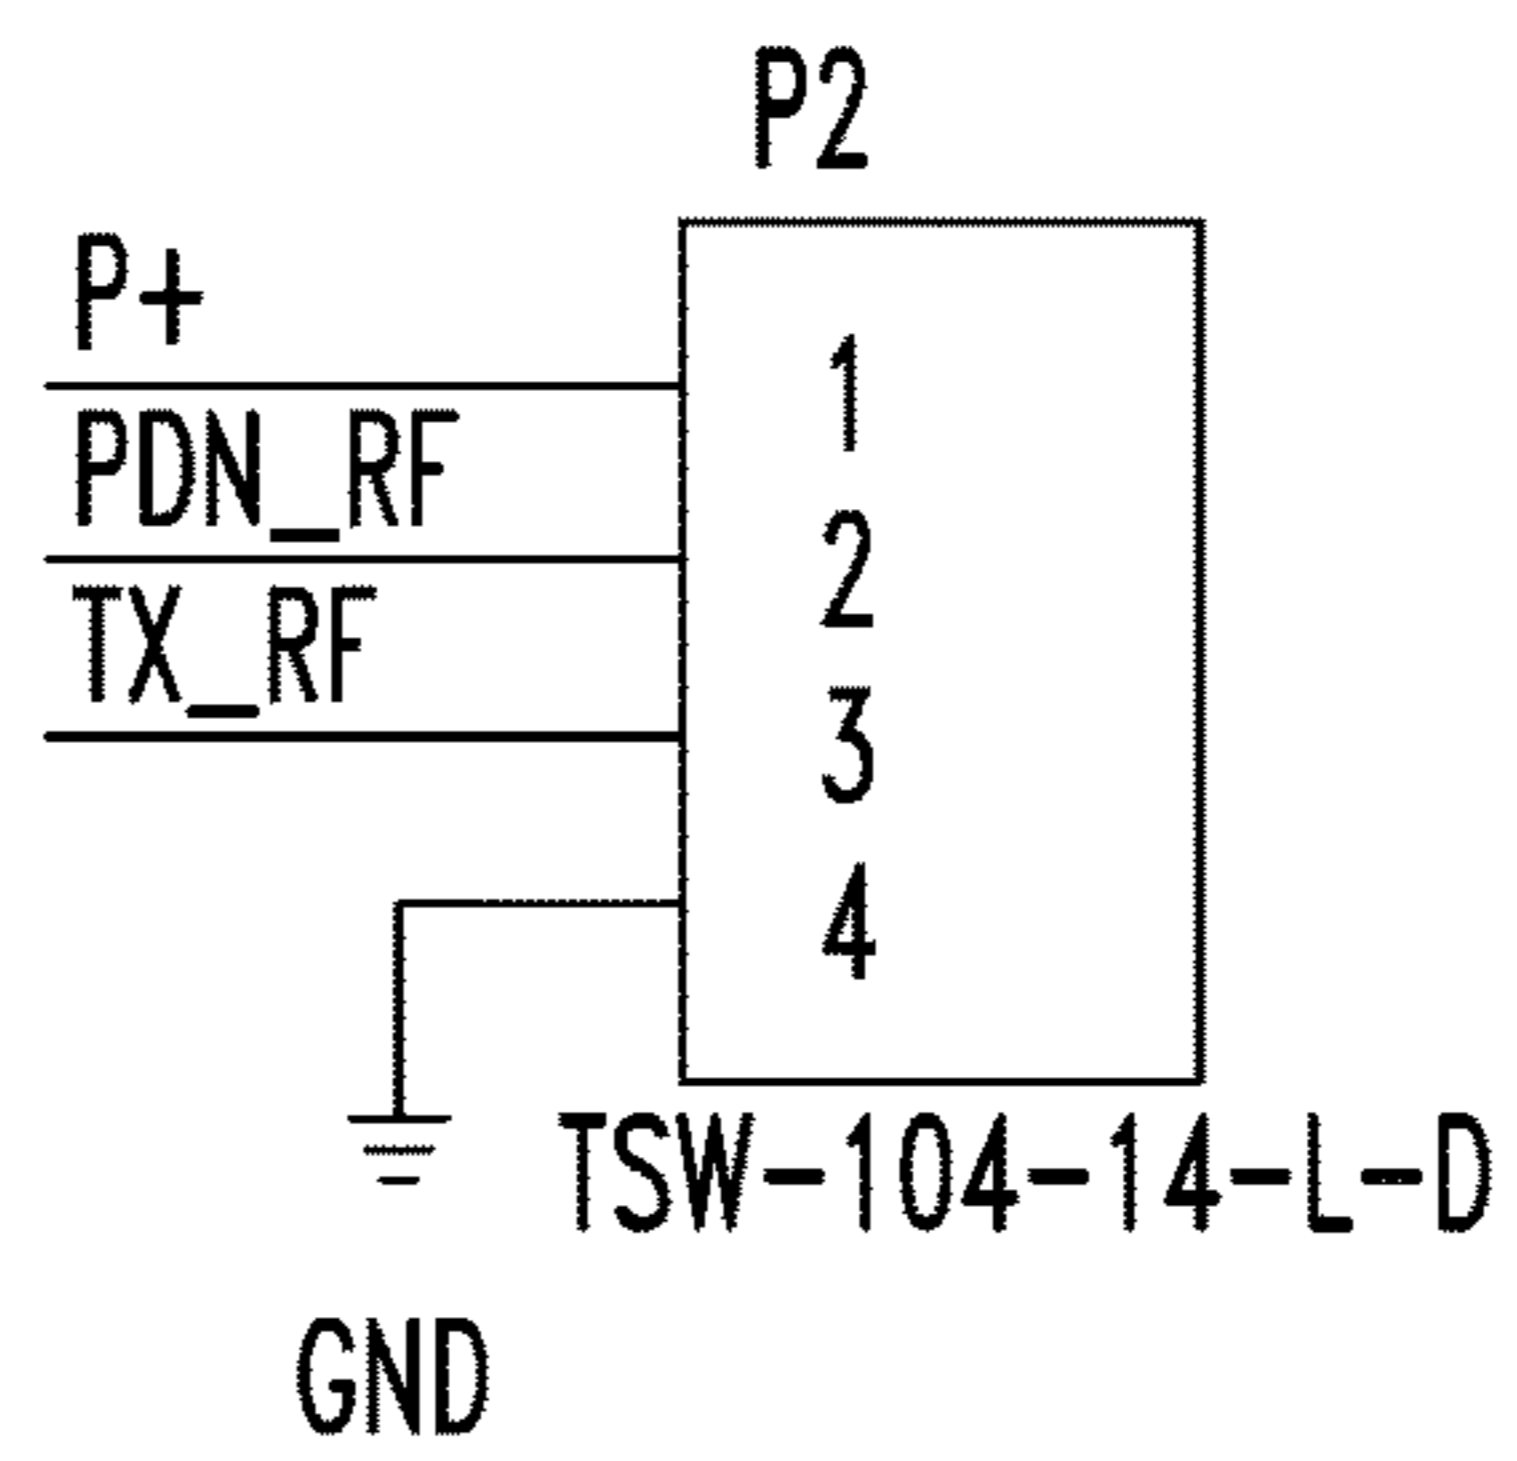 P2
P+
1
PDN_RF
2
TX_RF
3
4
TSW-104-14-L-D
GND